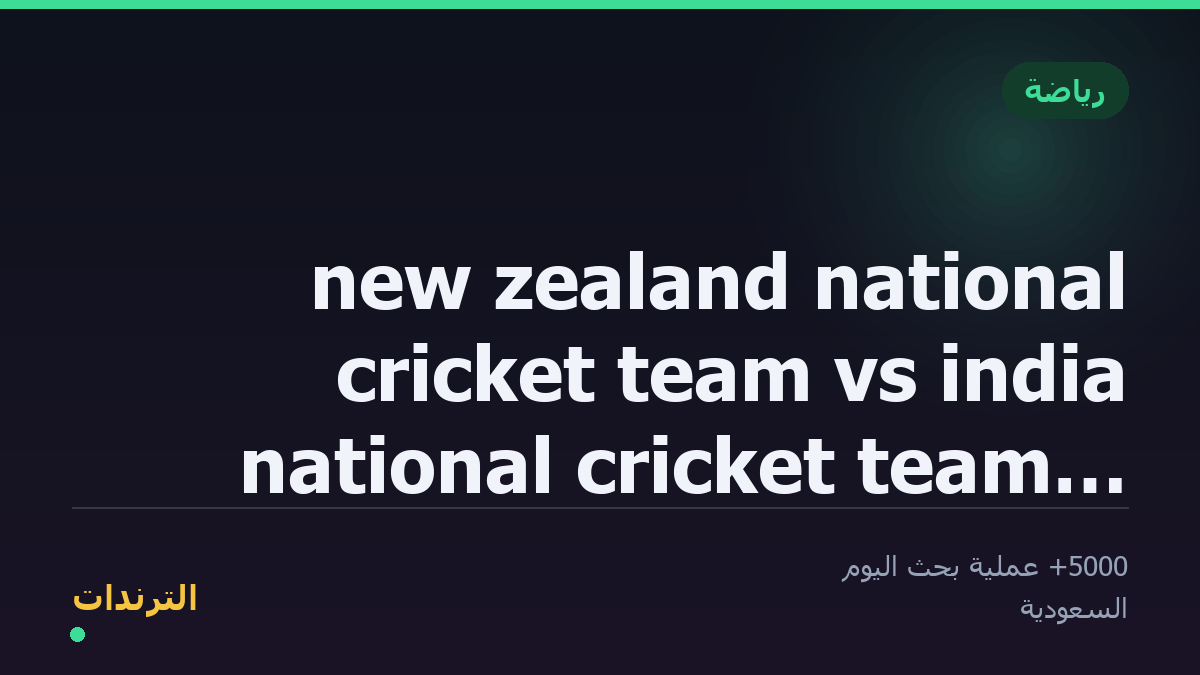 رياضة
new zealand national
cricket team vs india
national cricket team...
5000+ عملية بحث اليوم
السعودية
الترندات